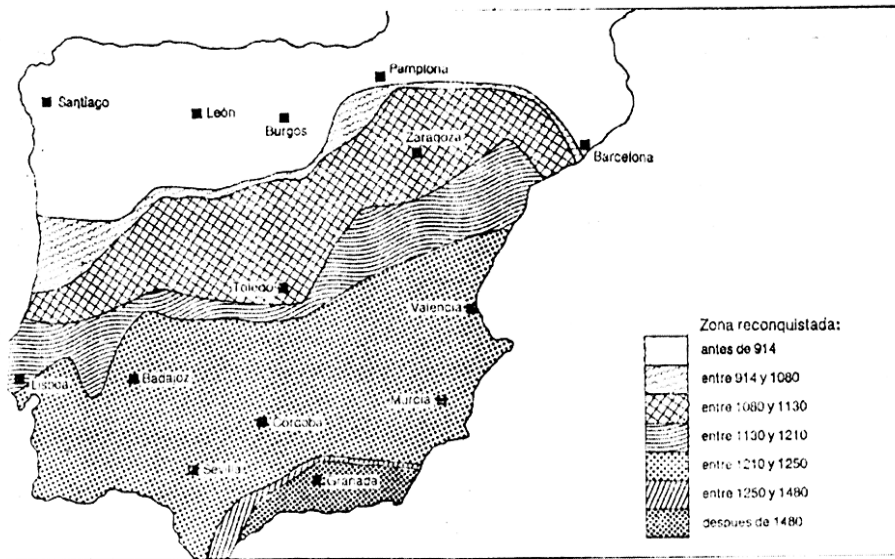 Pamplona
Santiago
León
Burgos
Zaragoza
Barcelona
Toledo
Valencia
Lisboa
Badajoz
Murcia
Córdoba
Sevilla
Granada
Zona reconquistada:
antes de 914
entre 914 y 1080
entre 1080 y 1130
entre 1130 y 1210
entre 1210 y 1250
entre 1250 y 1480
después de 1480